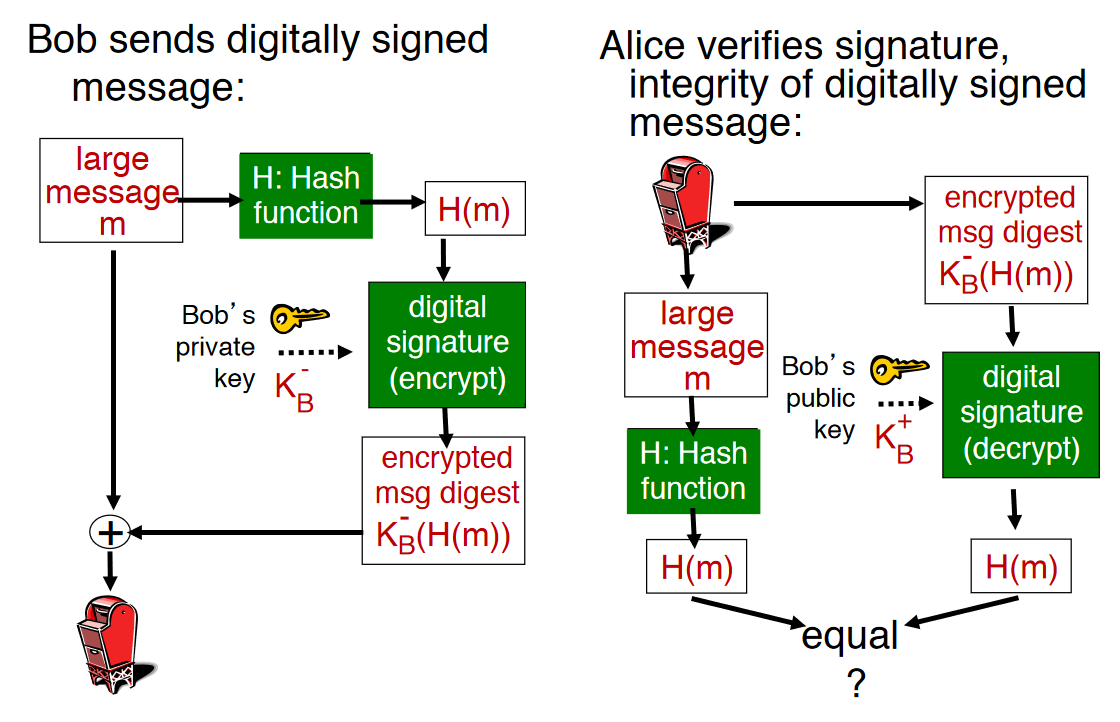 Bob sends digitally signed
message:
large
message
m
H: Hash
function
H(m)
Bob's
private
key
K_B^-
digital
signature
(encrypt)
encrypted
msg digest
K_B^-(H(m))
+
Alice verifies signature,
integrity of digitally signed
message:
encrypted
msg digest
K_B^-(H(m))
large
message
m
Bob's
public
key
K_B^+
digital
signature
(decrypt)
H: Hash
function
H(m)
H(m)
equal
?